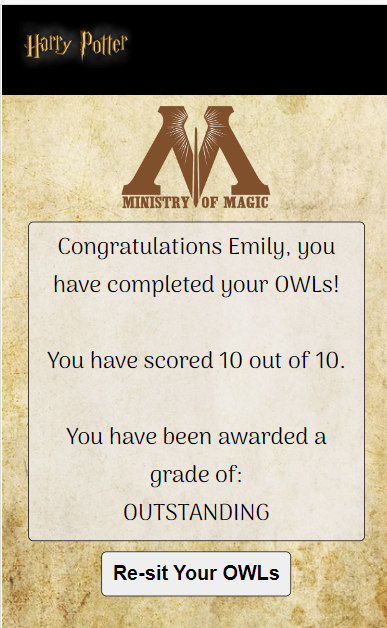 Harry Potter
MINISTRY OF MAGIC
Congratulations Emily, you
have completed your OWLs!
You have scored 10 out of 10.
You have been awarded a
grade of:
OUTSTANDING
Re-sit Your OWLs